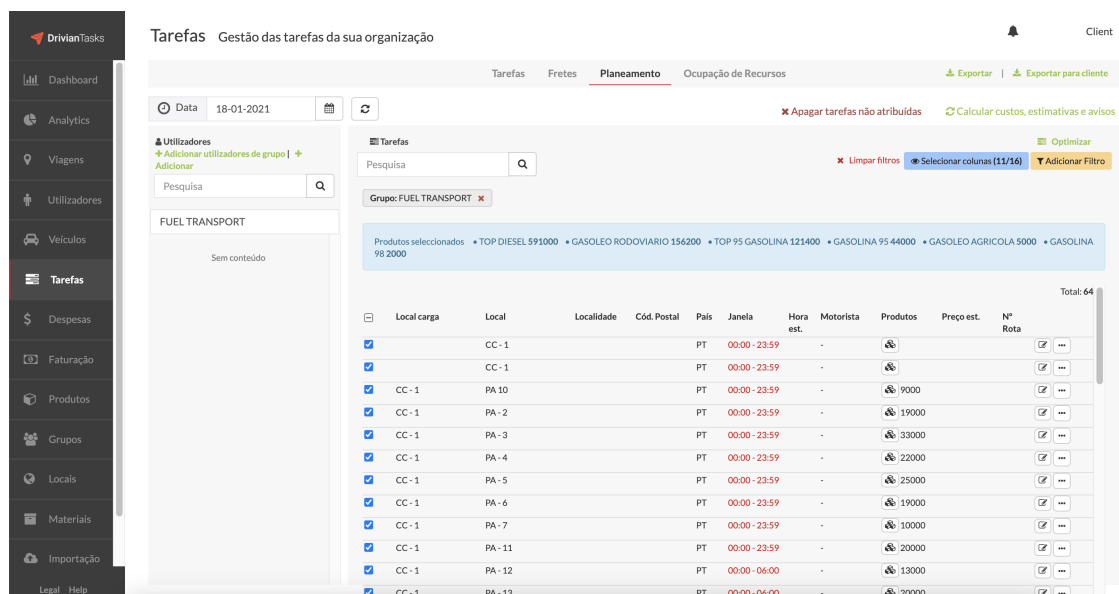 DrivianTasks
Tarefas Gestão das tarefas da sua organização
Client
Dashboard
Analytics
Viagens
Utilizadores
Veículos
Tarefas
Despesas
Faturação
Produtos
Grupos
Locais
Materiais
Importação
Legal Help
Tarefas Fretes Planeamento Ocupação de Recursos
Exportar | Exportar para cliente
Data 18-01-2021
Apagar tarefas não atribuídas Calcular custos, estimativas e avisos
Utilizadores
Adicionar utilizadores de grupo |
Adicionar
Pesquisa
FUEL TRANSPORT
Sem conteúdo
Tarefas
Optimizar
Pesquisa
Limpar filtros Selecionar colunas (11/16) Adicionar Filtro
Grupo: FUEL TRANSPORT
Produtos seleccionados • TOP DIESEL 591000 • GASOLEO RODOVIARIO 156200 • TOP 95 GASOLINA 121400 • GASOLINA 95 44000 • GASOLEO AGRICOLA 5000 • GASOLINA
98 2000
Total: 64
Local carga Local Localidade Cód. Postal País Janela Hora est. Motorista Produtos Preço est. Nº Rota
CC - 1 PT 00:00 - 23:59 -
CC - 1 PT 00:00 - 23:59 -
CC - 1 PA 10 PT 00:00 - 23:59 - 9000
CC - 1 PA - 2 PT 00:00 - 23:59 - 19000
CC - 1 PA - 3 PT 00:00 - 23:59 - 33000
CC - 1 PA - 4 PT 00:00 - 23:59 - 22000
CC - 1 PA - 5 PT 00:00 - 23:59 - 25000
CC - 1 PA - 6 PT 00:00 - 23:59 - 19000
CC - 1 PA - 7 PT 00:00 - 23:59 - 10000
CC - 1 PA - 11 PT 00:00 - 23:59 - 20000
CC - 1 PA - 12 PT 00:00 - 06:00 - 13000
CC - 1 PA - 13 PT 00:00 - 06:00 - 20000